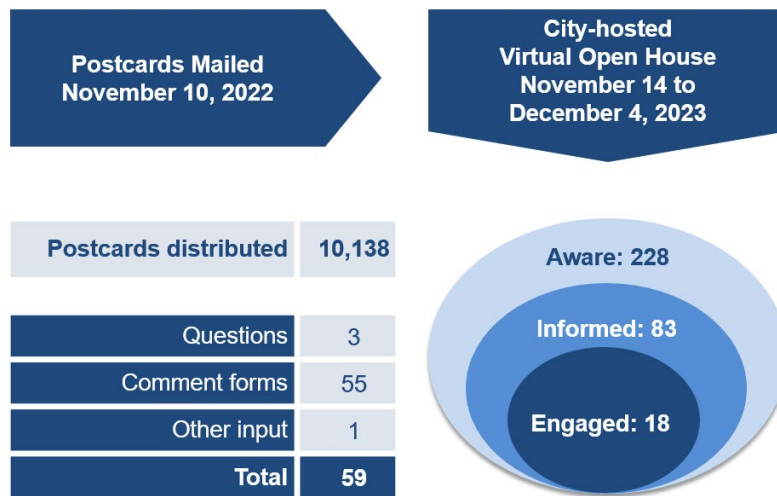 Postcards Mailed
November 10, 2022
City-hosted
Virtual Open House
November 14 to
December 4, 2023
Postcards distributed 10,138
Questions 3
Comment forms 55
Other input 1
Total 59
Aware: 228
Informed: 83
Engaged: 18